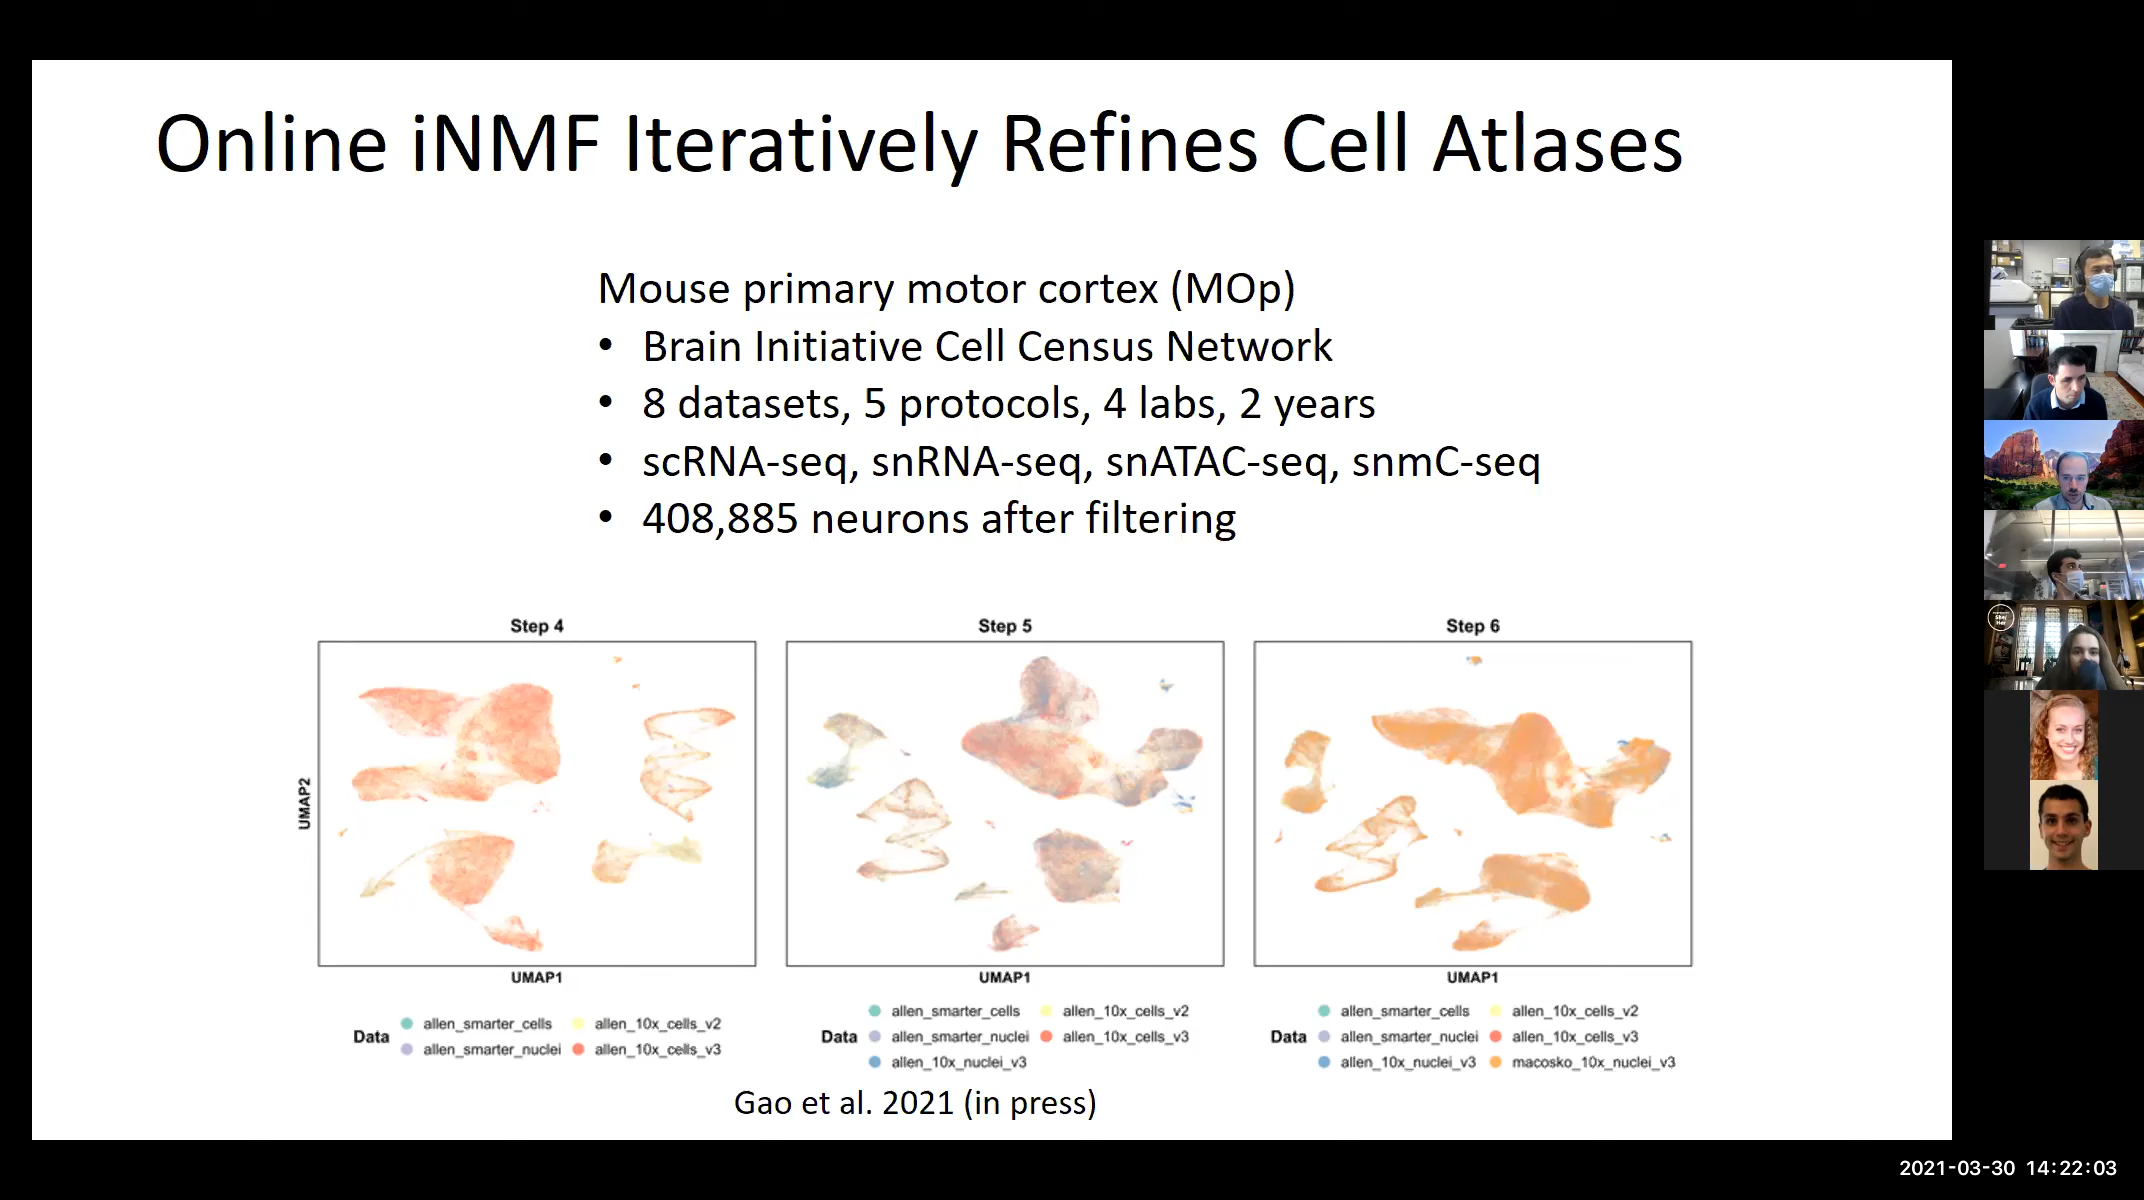 Online iNMF Iteratively Refines Cell Atlases
Mouse primary motor cortex (MOp)
• Brain Initiative Cell Census Network
• 8 datasets, 5 protocols, 4 labs, 2 years
• scRNA-seq, snRNA-seq, snATAC-seq, snmC-seq
• 408,885 neurons after filtering
Step 4
Step 5
Step 6
UMAP2
UMAP1
UMAP1
UMAP1
Data
allen_smarter_cells
allen_10x_cells_v2
allen_smarter_nuclei
allen_10x_cells_v3
Data
allen_smarter_cells
allen_10x_cells_v2
allen_smarter_nuclei
allen_10x_cells_v3
allen_10x_nuclei_v3
Data
allen_smarter_cells
allen_10x_cells_v2
allen_smarter_nuclei
allen_10x_cells_v3
allen_10x_nuclei_v3
macosko_10x_nuclei_v3
Gao et al. 2021 (in press)
2021-03-30 14:22:03